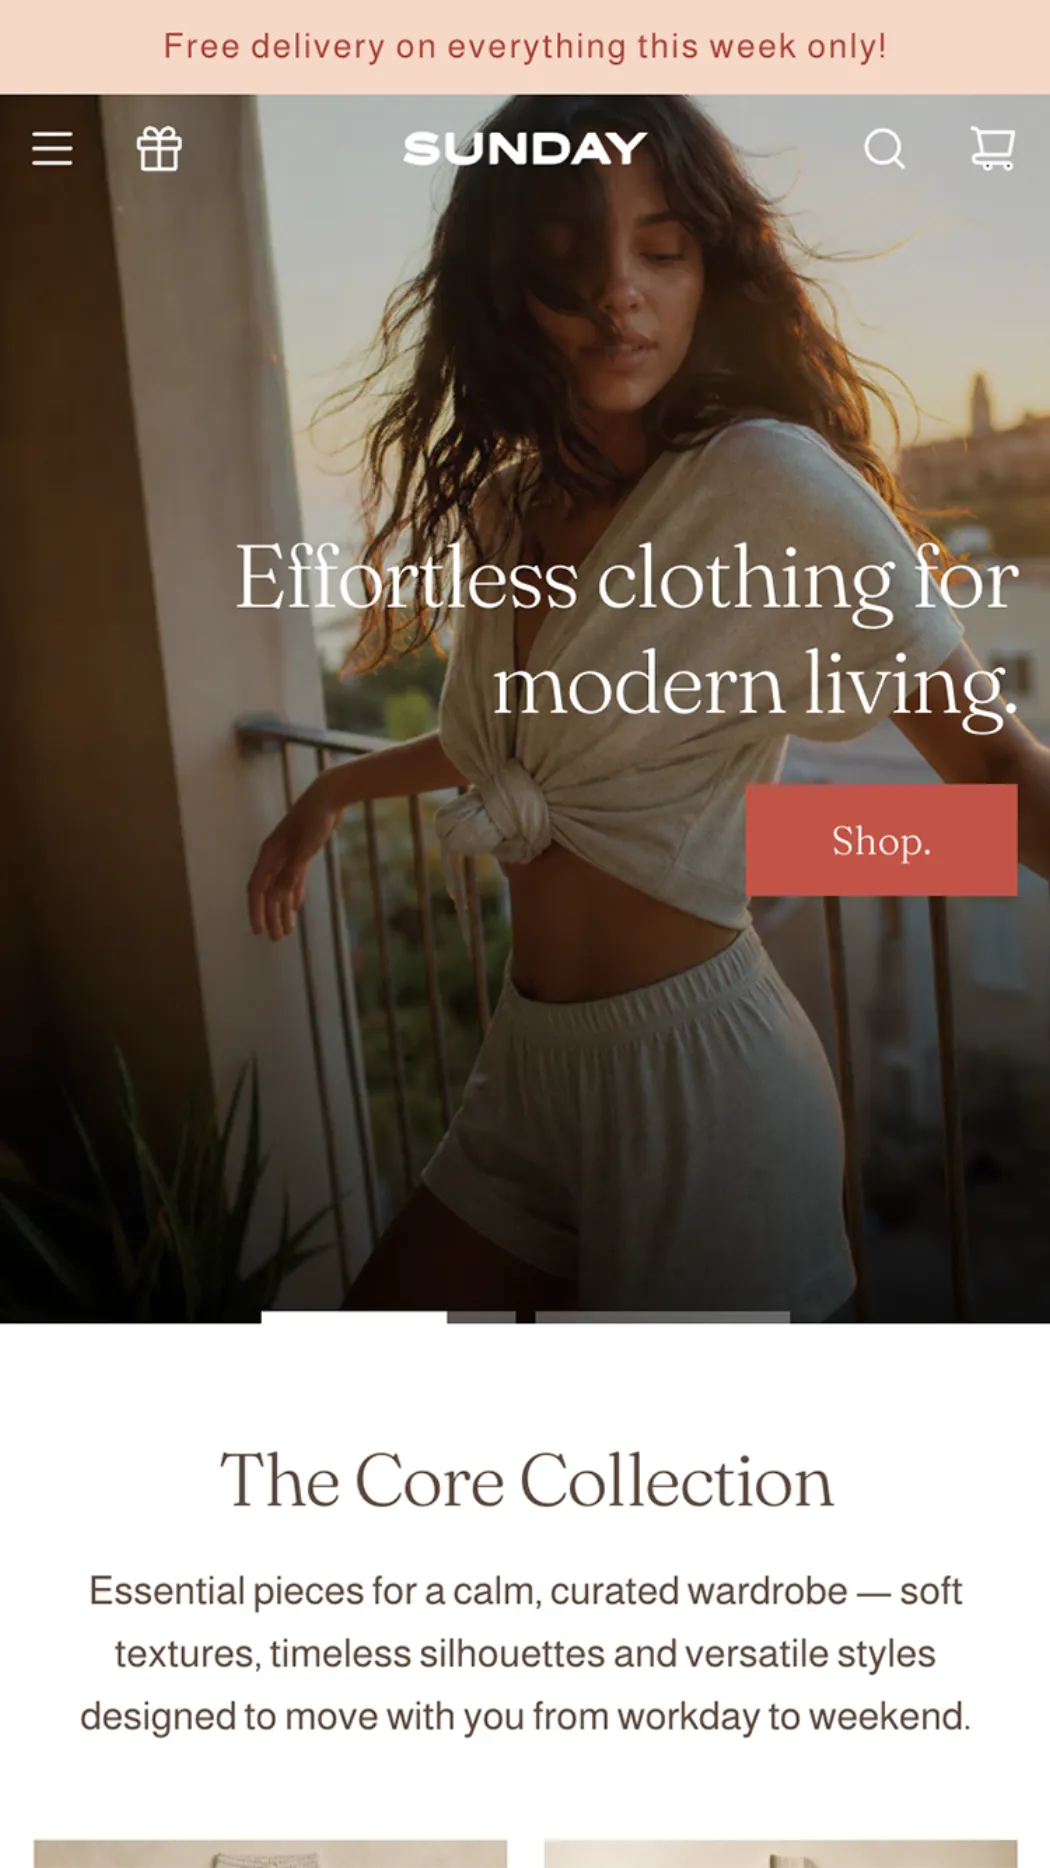 Free delivery on everything this week only!
SUNDAY
Effortless clothing for
modern living.
Shop.
The Core Collection
Essential pieces for a calm, curated wardrobe — soft
textures, timeless silhouettes and versatile styles
designed to move with you from workday to weekend.